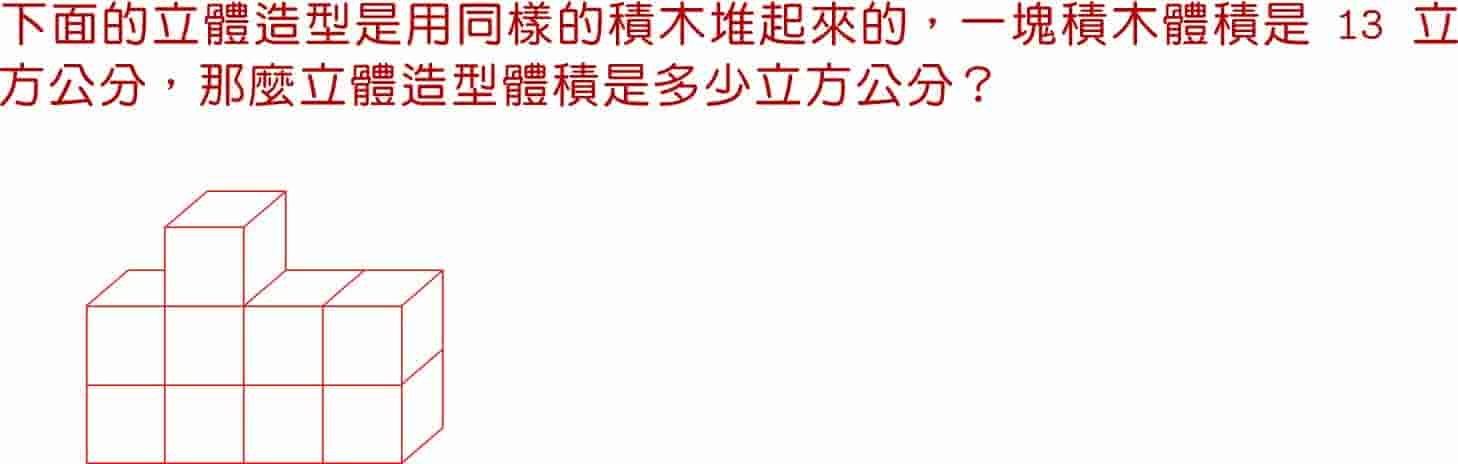 下面的立體造型是用同樣的積木堆起來的，一塊積木體積是 13 立
方公分，那麼立體造型體積是多少立方公分？